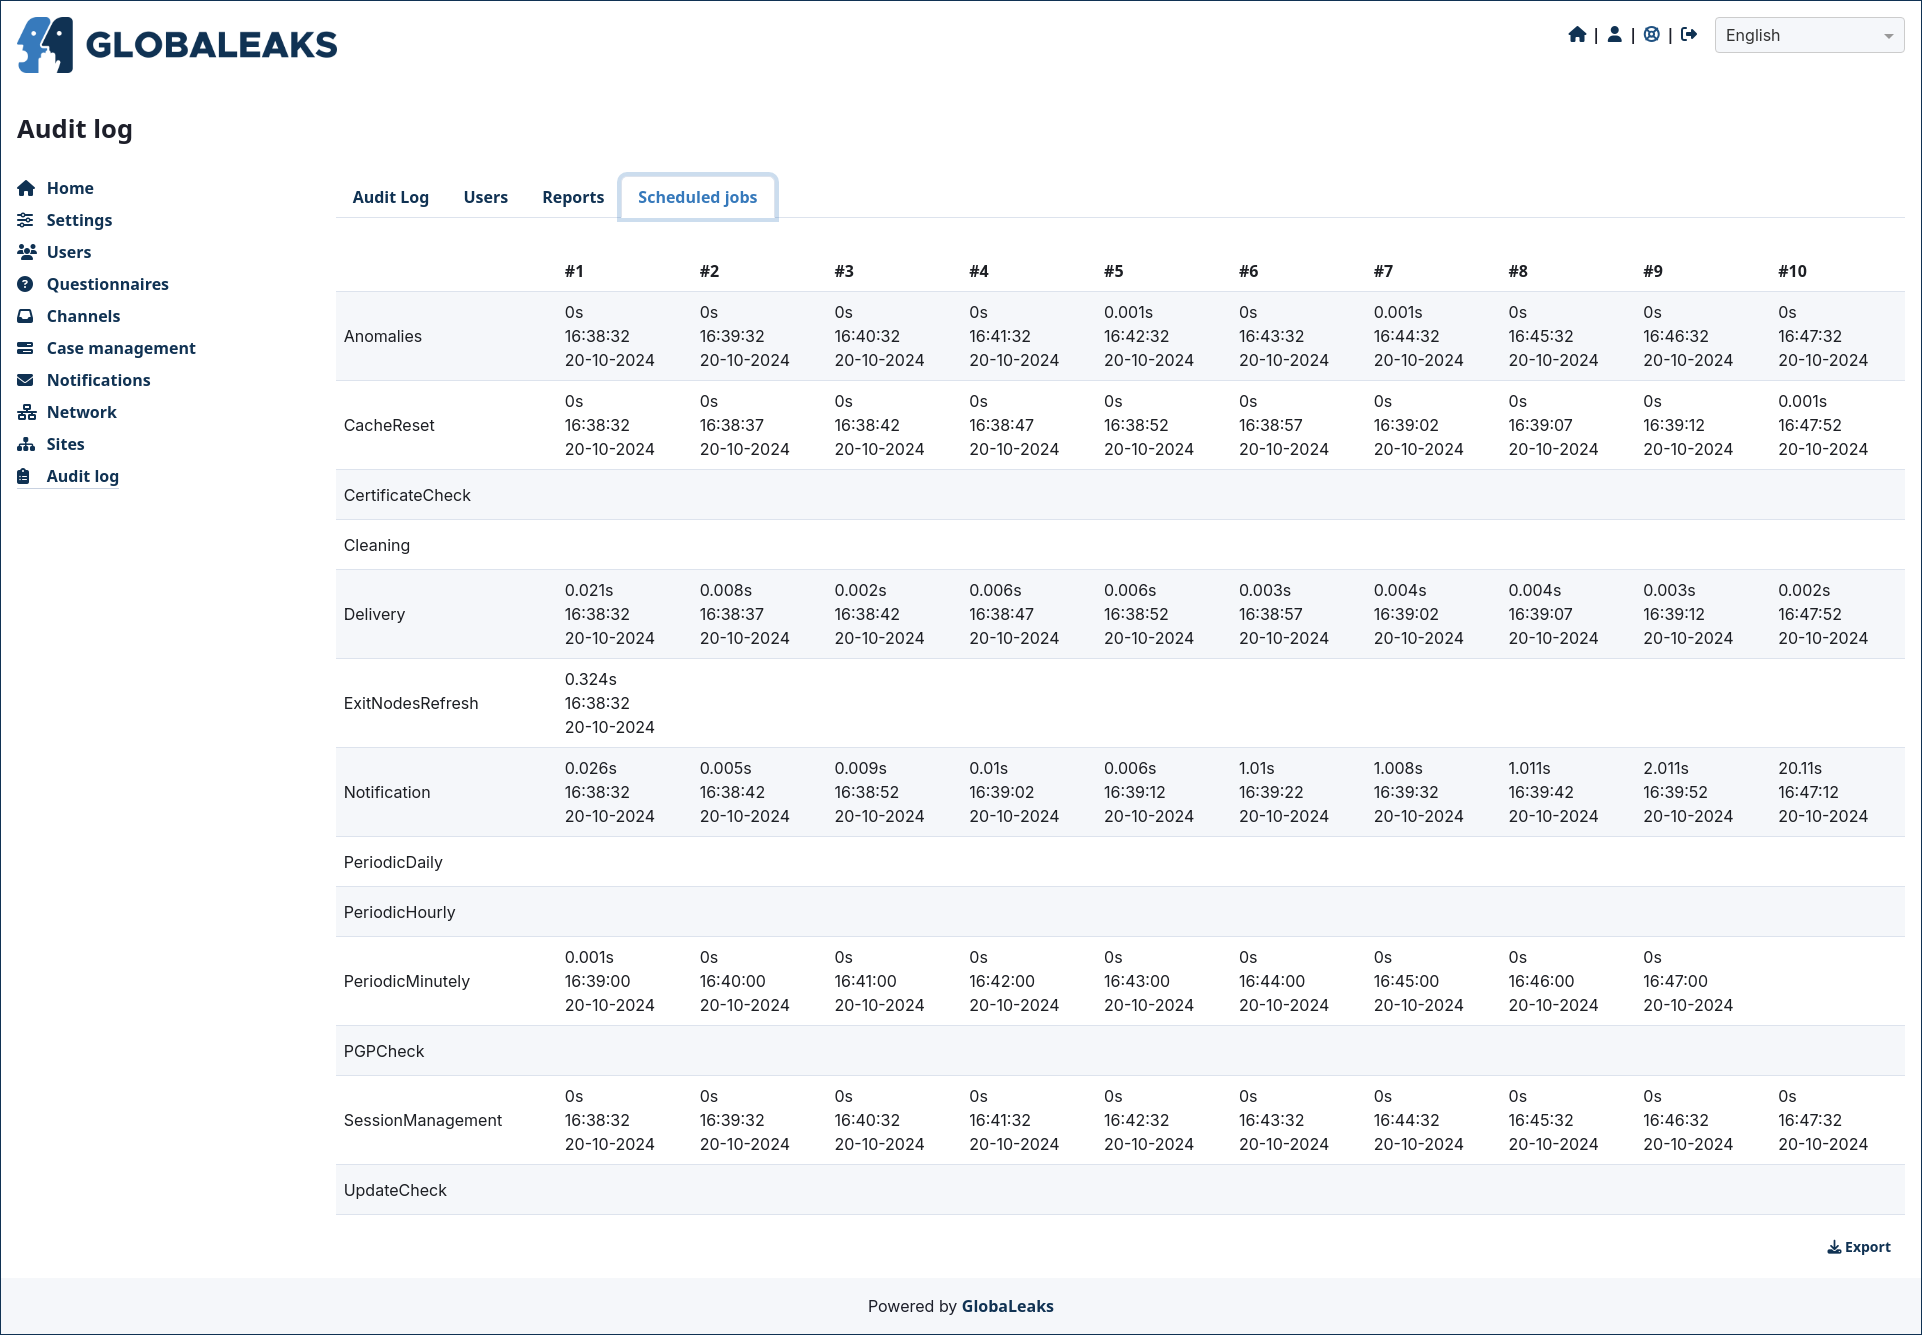 GLOBALEAKS
| | |
English
Audit log
Home
Settings
Users
Questionnaires
Channels
Case management
Notifications
Network
Sites
Audit log
Audit Log Users Reports Scheduled jobs
#1 #2 #3 #4 #5 #6 #7 #8 #9 #10
0s 0s 0s 0s 0.001s 0s 0.001s 0s 0s 0s
Anomalies 16:38:32 16:39:32 16:40:32 16:41:32 16:42:32 16:43:32 16:44:32 16:45:32 16:46:32 16:47:32
20-10-2024 20-10-2024 20-10-2024 20-10-2024 20-10-2024 20-10-2024 20-10-2024 20-10-2024 20-10-2024 20-10-2024
0s 0s 0s 0s 0s 0s 0s 0s 0s 0.001s
CacheReset 16:38:32 16:38:37 16:38:42 16:38:47 16:38:52 16:38:57 16:39:02 16:39:07 16:39:12 16:47:52
20-10-2024 20-10-2024 20-10-2024 20-10-2024 20-10-2024 20-10-2024 20-10-2024 20-10-2024 20-10-2024 20-10-2024
CertificateCheck
Cleaning
0.021s 0.008s 0.002s 0.006s 0.006s 0.003s 0.004s 0.004s 0.003s 0.002s
Delivery 16:38:32 16:38:37 16:38:42 16:38:47 16:38:52 16:38:57 16:39:02 16:39:07 16:39:12 16:47:52
20-10-2024 20-10-2024 20-10-2024 20-10-2024 20-10-2024 20-10-2024 20-10-2024 20-10-2024 20-10-2024 20-10-2024
0.324s
ExitNodesRefresh 16:38:32
20-10-2024
0.026s 0.005s 0.009s 0.01s 0.006s 1.01s 1.008s 1.011s 2.011s 20.11s
Notification 16:38:32 16:38:42 16:38:52 16:39:02 16:39:12 16:39:22 16:39:32 16:39:42 16:39:52 16:47:12
20-10-2024 20-10-2024 20-10-2024 20-10-2024 20-10-2024 20-10-2024 20-10-2024 20-10-2024 20-10-2024 20-10-2024
PeriodicDaily
PeriodicHourly
0.001s 0s 0s 0s 0s 0s 0s 0s 0s
PeriodicMinutely 16:39:00 16:40:00 16:41:00 16:42:00 16:43:00 16:44:00 16:45:00 16:46:00 16:47:00
20-10-2024 20-10-2024 20-10-2024 20-10-2024 20-10-2024 20-10-2024 20-10-2024 20-10-2024 20-10-2024
PGPCheck
0s 0s 0s 0s 0s 0s 0s 0s 0s 0s
SessionManagement 16:38:32 16:39:32 16:40:32 16:41:32 16:42:32 16:43:32 16:44:32 16:45:32 16:46:32 16:47:32
20-10-2024 20-10-2024 20-10-2024 20-10-2024 20-10-2024 20-10-2024 20-10-2024 20-10-2024 20-10-2024 20-10-2024
UpdateCheck
Export
Powered by GlobaLeaks